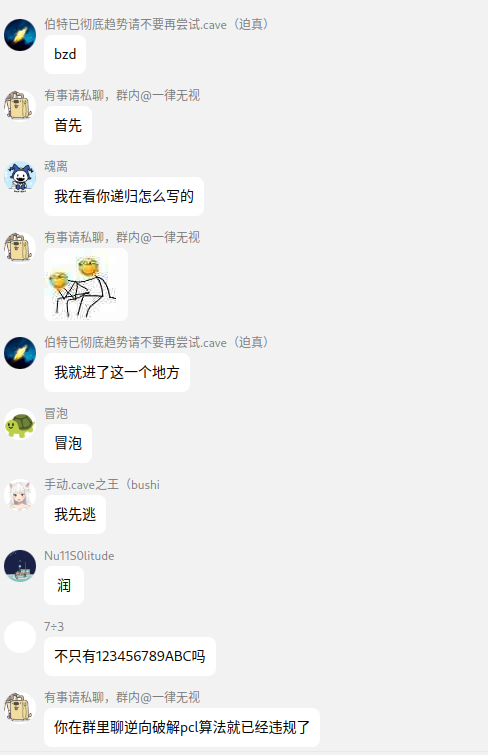 伯特已彻底趋势请不要再尝试.cave（迫真）
bzd
有事请私聊，群内@一律无视
首先
魂离
我在看你递归怎么写的
有事请私聊，群内@一律无视
伯特已彻底趋势请不要再尝试.cave（迫真）
我就进了这一个地方
冒泡
冒泡
手动.cave之王（bushi
我先逃
Nu11S0litude
润
7÷3
不只有123456789ABC吗
有事请私聊，群内@一律无视
你在群里聊逆向破解pcl算法就已经违规了